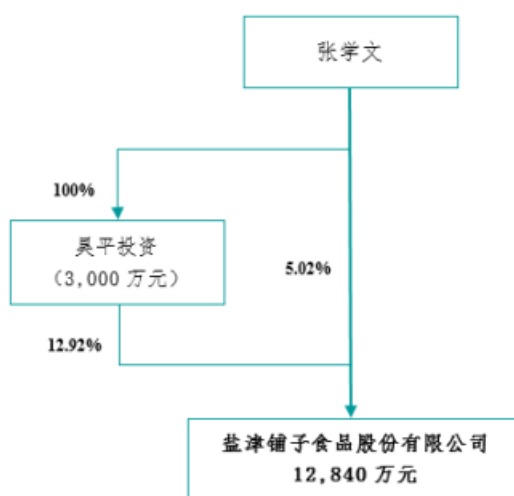 张学文
100%
昊平投资
（3,000 万元）
5.02%
12.92%
盐津铺子食品股份有限公司
12,840 万元